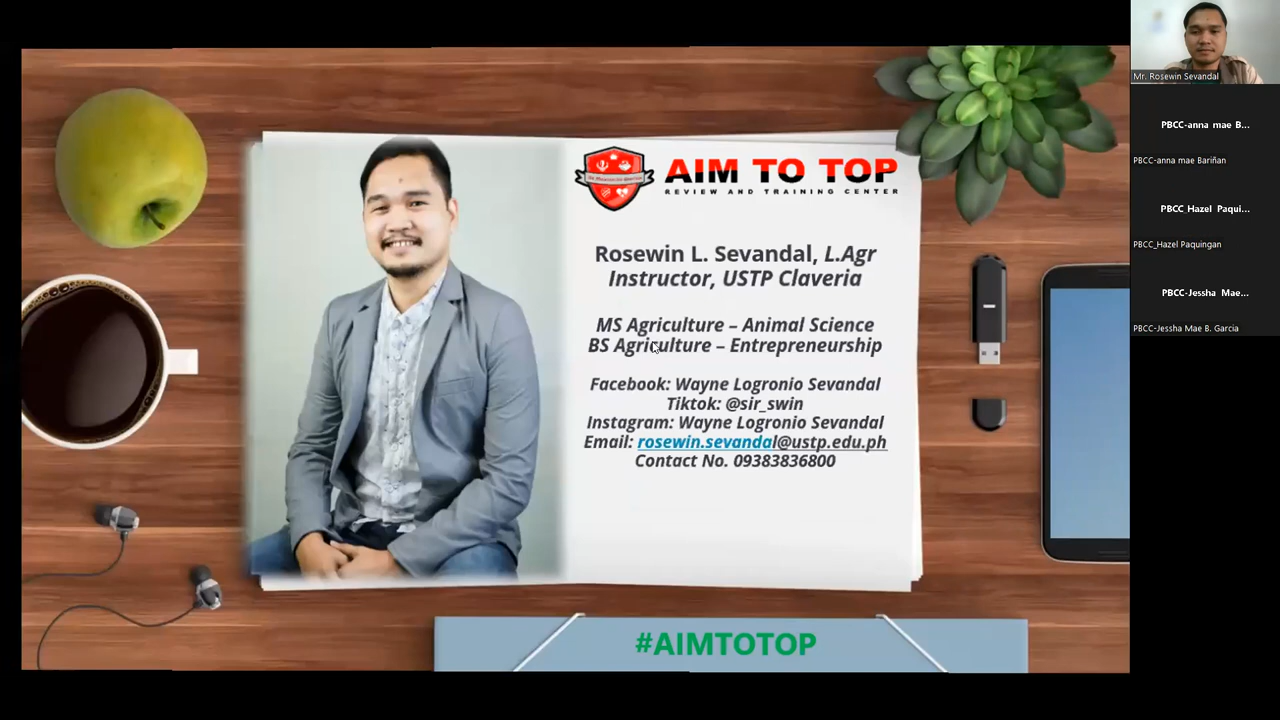 AIM TO TOP
REVIEW AND TRAINING CENTER
Rosewin L. Sevandal, L.Agr
Instructor, USTP Claveria
MS Agriculture – Animal Science
BS Agriculture – Entrepreneurship
Facebook: Wayne Logronio Sevandal
Tiktok: @sir_swin
Instagram: Wayne Logronio Sevandal
Email: rosewin.sevandal@ustp.edu.ph
Contact No. 09383836800
#AIMTOTOP
Mr. Rosewin Sevandal
PBCC-anna mae B...
PBCC-anna mae Bariñan
PBCC_Hazel Paqui...
PBCC_Hazel Paquingan
PBCC-Jessha Mae...
PBCC-Jessha Mae B. Garcia